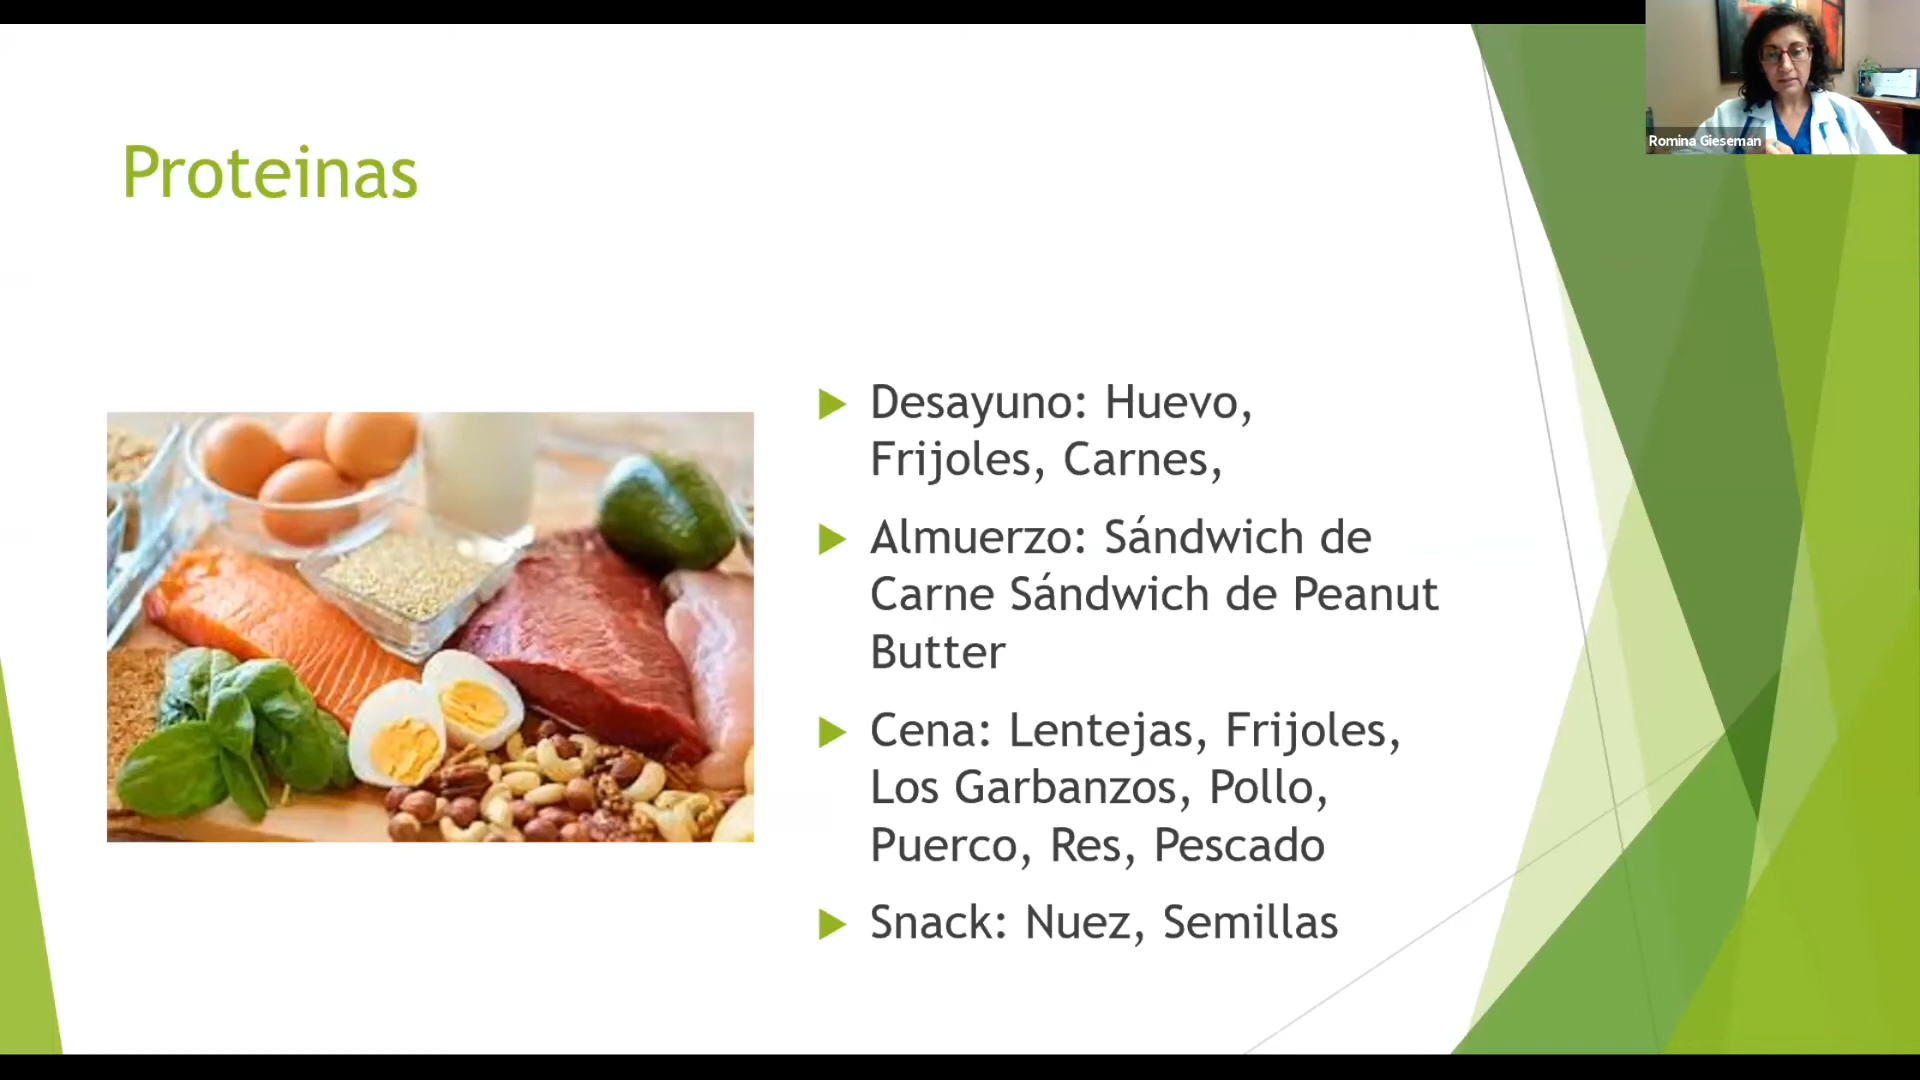 Romina Gieseman
Proteinas
Desayuno: Huevo,
Frijoles, Carnes,
Almuerzo: Sándwich de
Carne Sándwich de Peanut
Butter
Cena: Lentejas, Frijoles,
Los Garbanzos, Pollo,
Puerco, Res, Pescado
Snack: Nuez, Semillas